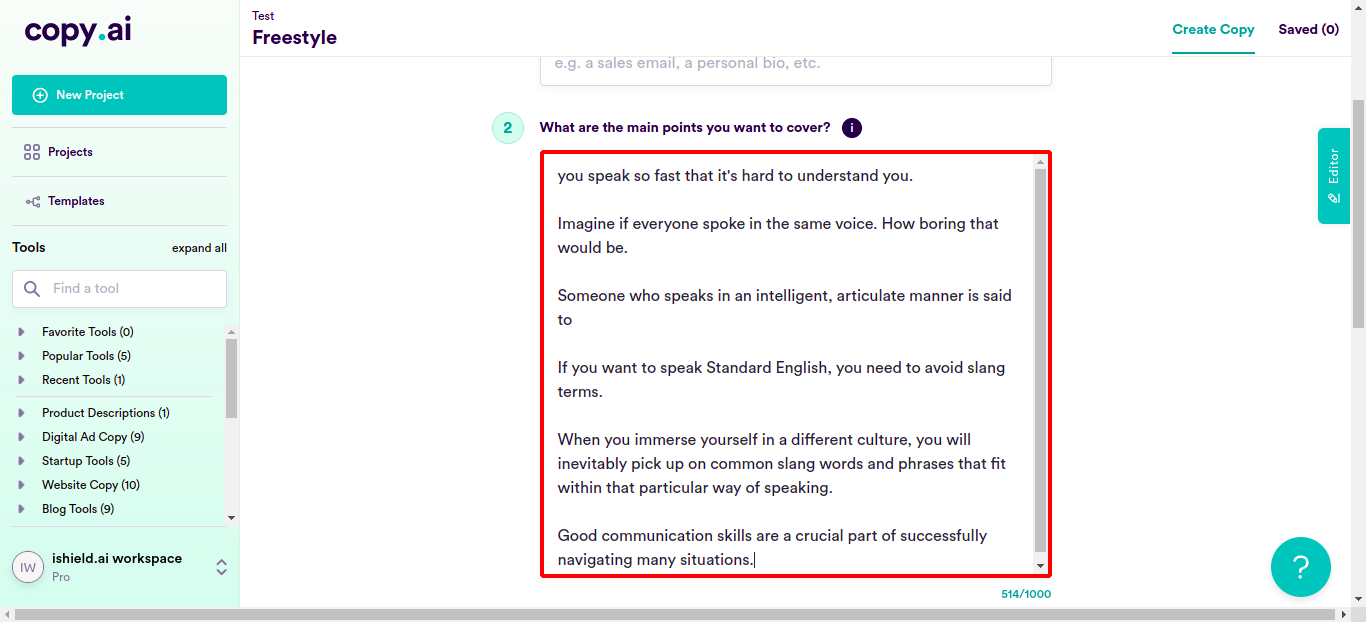 copy.ai
New Project
Projects
Templates
Tools
expand all
Find a tool
Favorite Tools (0)
Popular Tools (5)
Recent Tools (1)
Product Descriptions (1)
Digital Ad Copy (9)
Startup Tools (5)
Website Copy (10)
Blog Tools (9)
IW
ishield.ai workspace
Pro
Test
Freestyle
Create Copy
Saved (0)
e.g. a sales email, a personal bio, etc.
2
What are the main points you want to cover?
i
you speak so fast that it's hard to understand you.
Imagine if everyone spoke in the same voice. How boring that
would be.
Someone who speaks in an intelligent, articulate manner is said
to
If you want to speak Standard English, you need to avoid slang
terms.
When you immerse yourself in a different culture, you will
inevitably pick up on common slang words and phrases that fit
within that particular way of speaking.
Good communication skills are a crucial part of successfully
navigating many situations.
514/1000
Editor
?